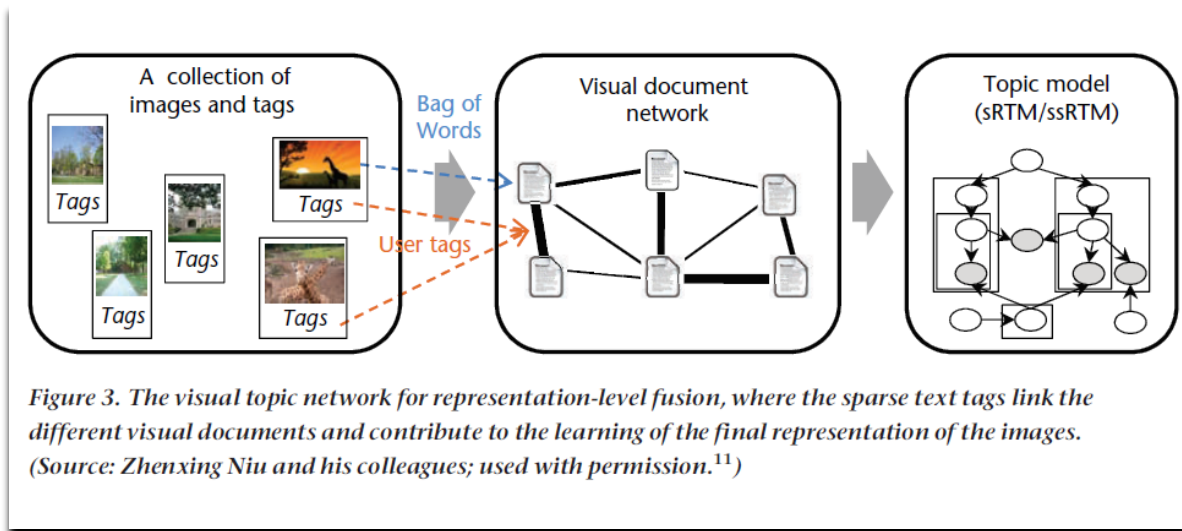 A collection of
images and tags
Tags
Tags
Tags
Tags
Tags
Bag of
Words
User tags
Visual document
network
Topic model
(sRTM/ssRTM)
Figure 3. The visual topic network for representation-level fusion, where the sparse text tags link the
different visual documents and contribute to the learning of the final representation of the images.
(Source: Zhenxing Niu and his colleagues; used with permission.11)